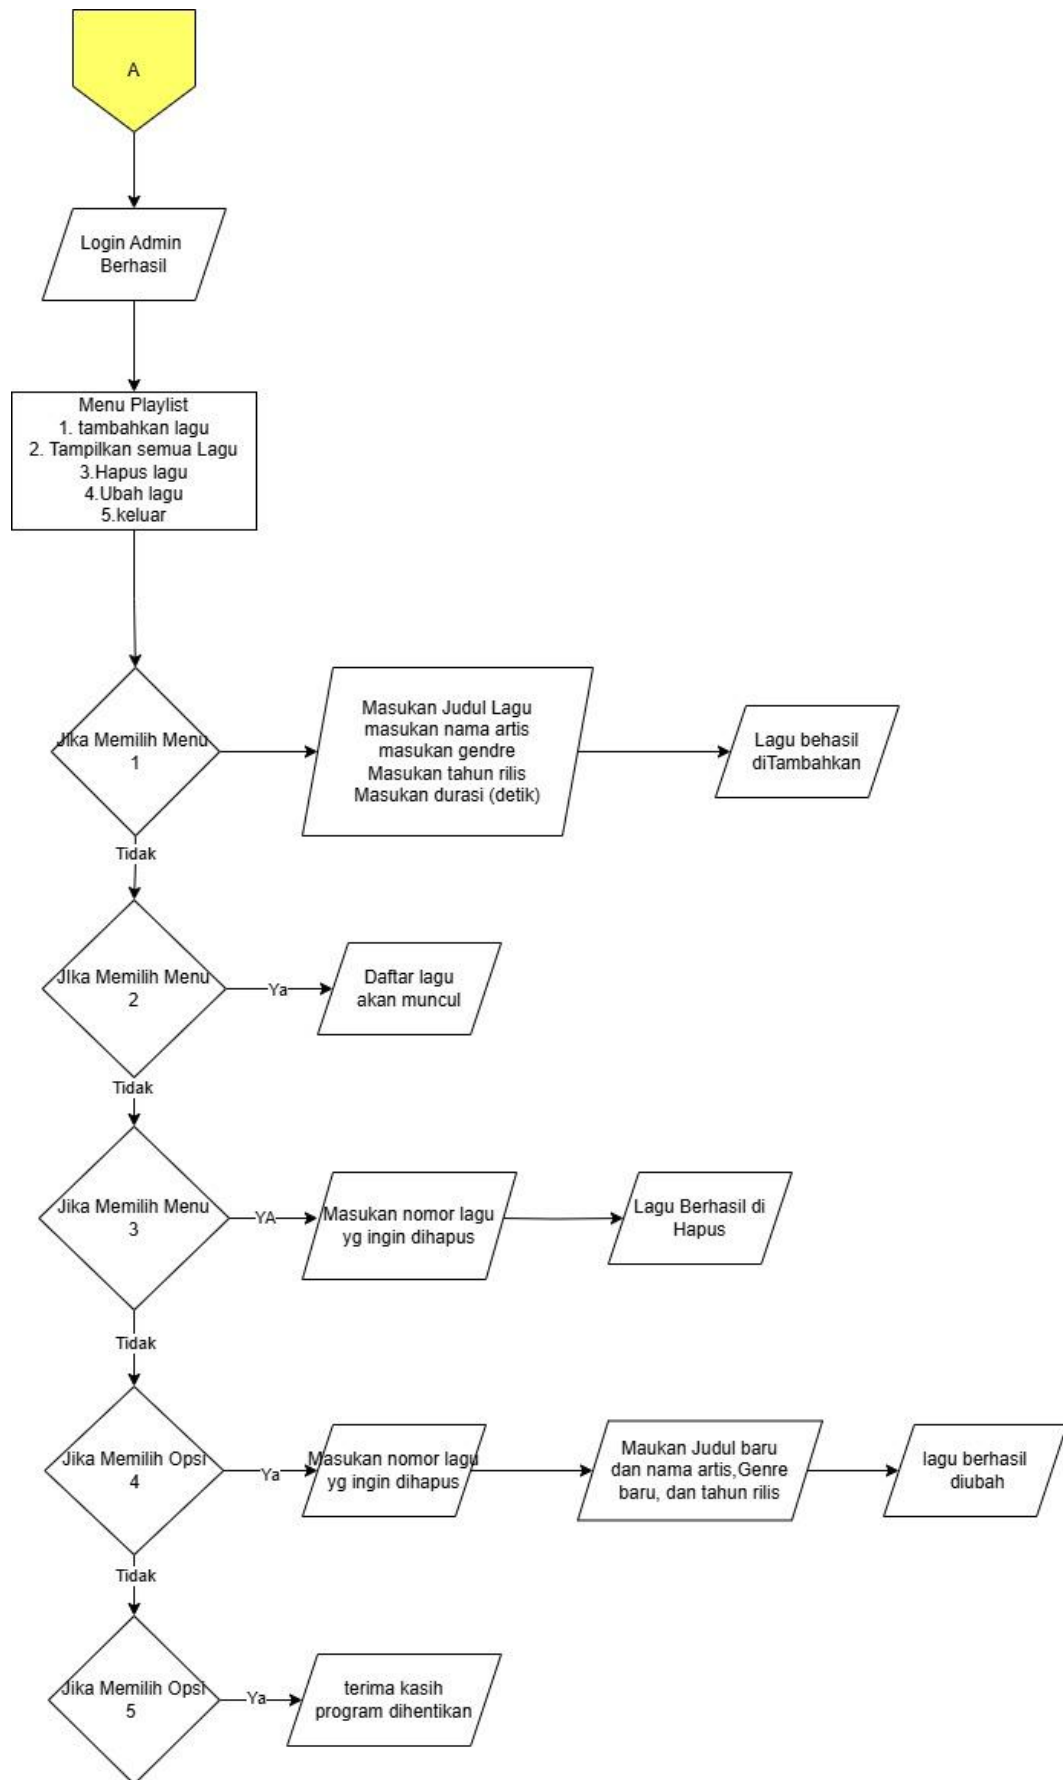 A
Login Admin
Berhasil
Menu Playlist
1. tambahkan lagu
2. Tampilkan semua Lagu
3.Hapus lagu
4.Ubah lagu
5.keluar
Jika Memilih Menu
1
Masukan Judul Lagu
masukan nama artis
masukan gendre
Masukan tahun rilis
Masukan durasi (detik)
Lagu behasil
diTambahkan
Tidak
JIka Memilih Menu
2
Ya
Daftar lagu
akan muncul
Tidak
Jika Memilih Menu
3
YA
Masukan nomor lagu
yg ingin dihapus
Lagu Berhasil di
Hapus
Tidak
Jika Memilih Opsi
4
Ya
Masukan nomor lagu
yg ingin dihapus
Maukan Judul baru
dan nama artis,Genre
baru, dan tahun rilis
lagu berhasil
diubah
Tidak
Jika Memilih Opsi
5
Ya
terima kasih
program dihentikan